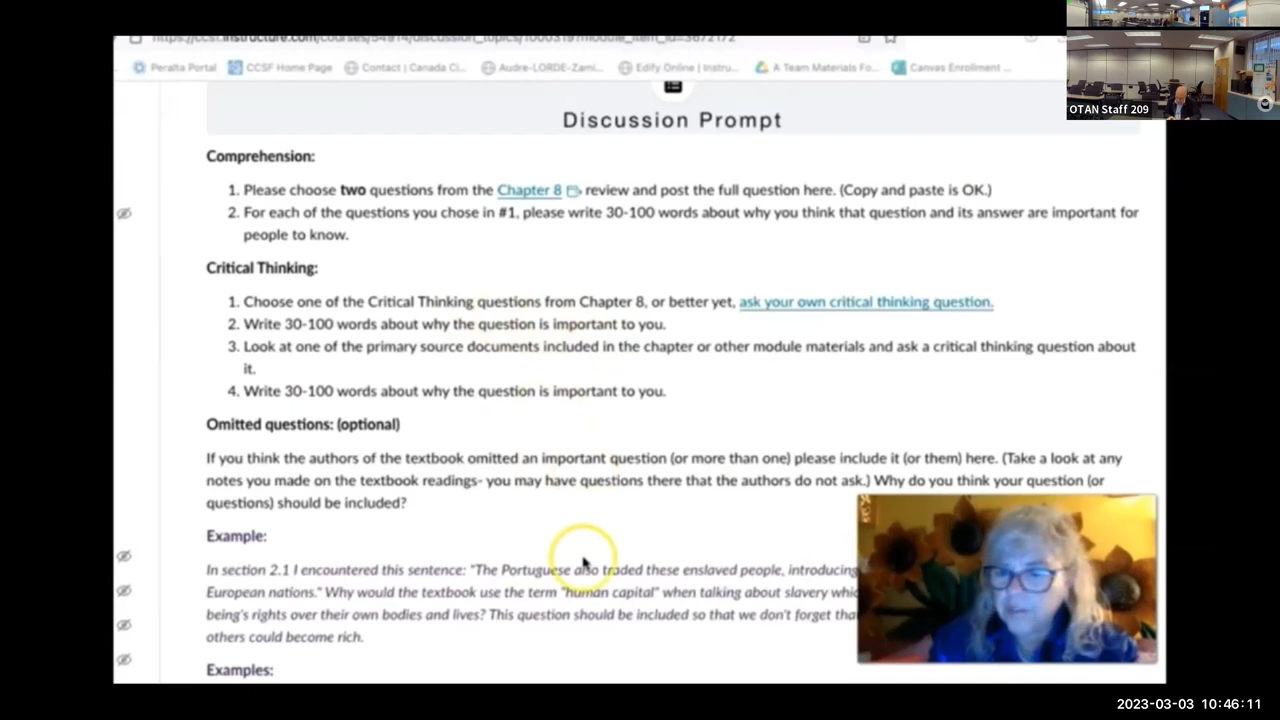 Peralta Portal
CCSF Home Page
Contact | Canada Ci...
Audre-LORDE-Zami...
Edify Online | Instru...
A Team Materials Fo...
Canvas Enrollment ...
OTAN Staff 209
Discussion Prompt
Comprehension:
1. Please choose two questions from the Chapter 8 review and post the full question here. (Copy and paste is OK.)
2. For each of the questions you chose in #1, please write 30-100 words about why you think that question and its answer are important for
people to know.
Critical Thinking:
1. Choose one of the Critical Thinking questions from Chapter 8, or better yet, ask your own critical thinking question.
2. Write 30-100 words about why the question is important to you.
3. Look at one of the primary source documents included in the chapter or other module materials and ask a critical thinking question about
it.
4. Write 30-100 words about why the question is important to you.
Omitted questions: (optional)
If you think the authors of the textbook omitted an important question (or more than one) please include it (or them) here. (Take a look at any
notes you made on the textbook readings- you may have questions there that the authors do not ask.) Why do you think your question (or
questions) should be included?
Example:
In section 2.1 I encountered this sentence: "The Portuguese also traded these enslaved people, introducing
European nations." Why would the textbook use the term "human capital" when talking about slavery whic
being's rights over their own bodies and lives? This question should be included so that we don't forget that
others could become rich.
Examples:
2023-03-03 10:46:11